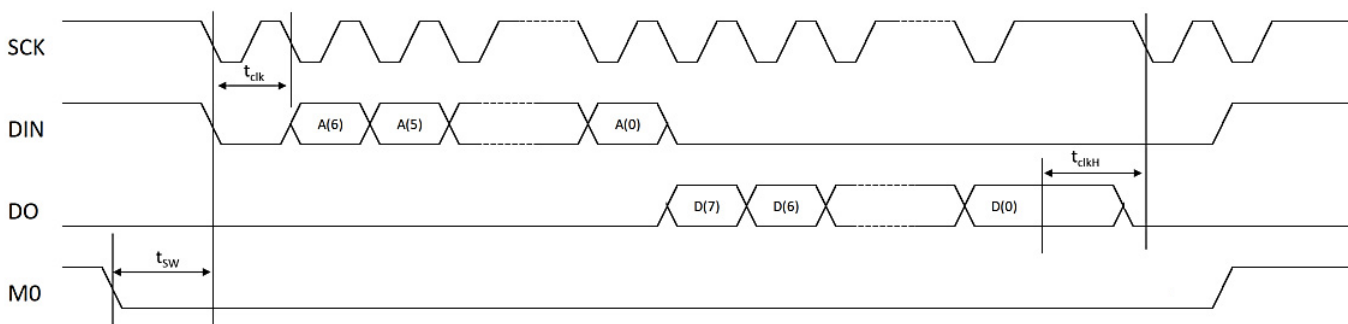 SCK
t_clk
DIN
A(6) A(5) A(0)
t_clkH
DO
D(7) D(6) D(0)
t_SW
M0